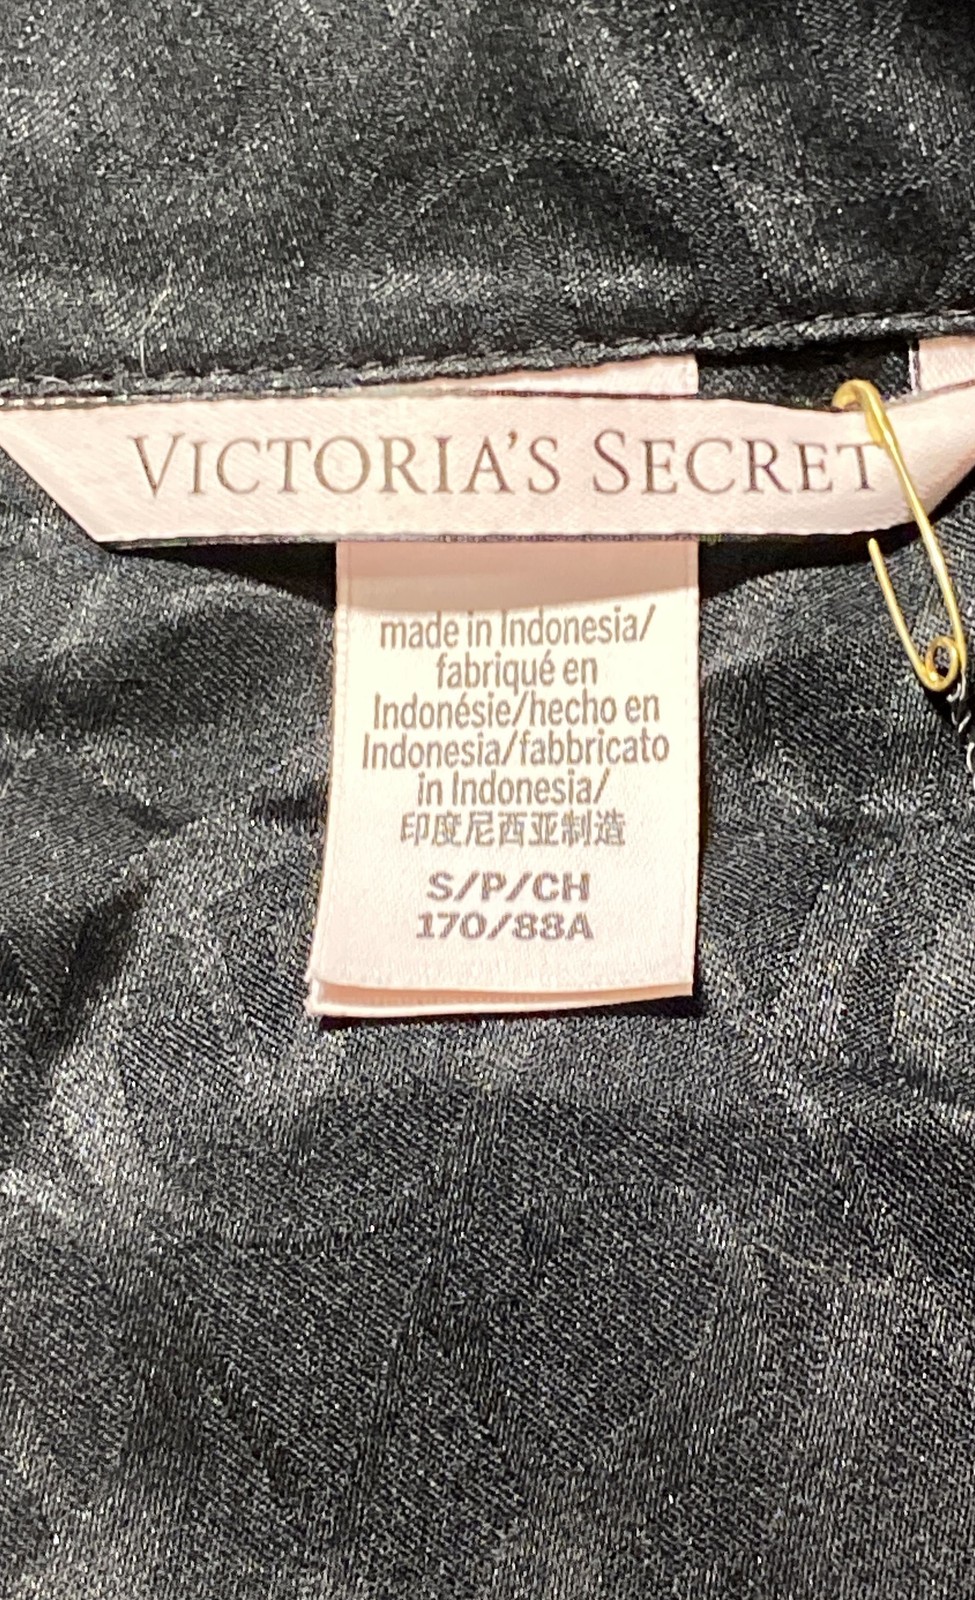 VICTORIA'S SECRET
made in Indonesia/
fabriqué en
Indonésie/hecho en
Indonesia/fabbricato
in Indonesia/
印度尼西亚制造
S/P/CH
170/88A